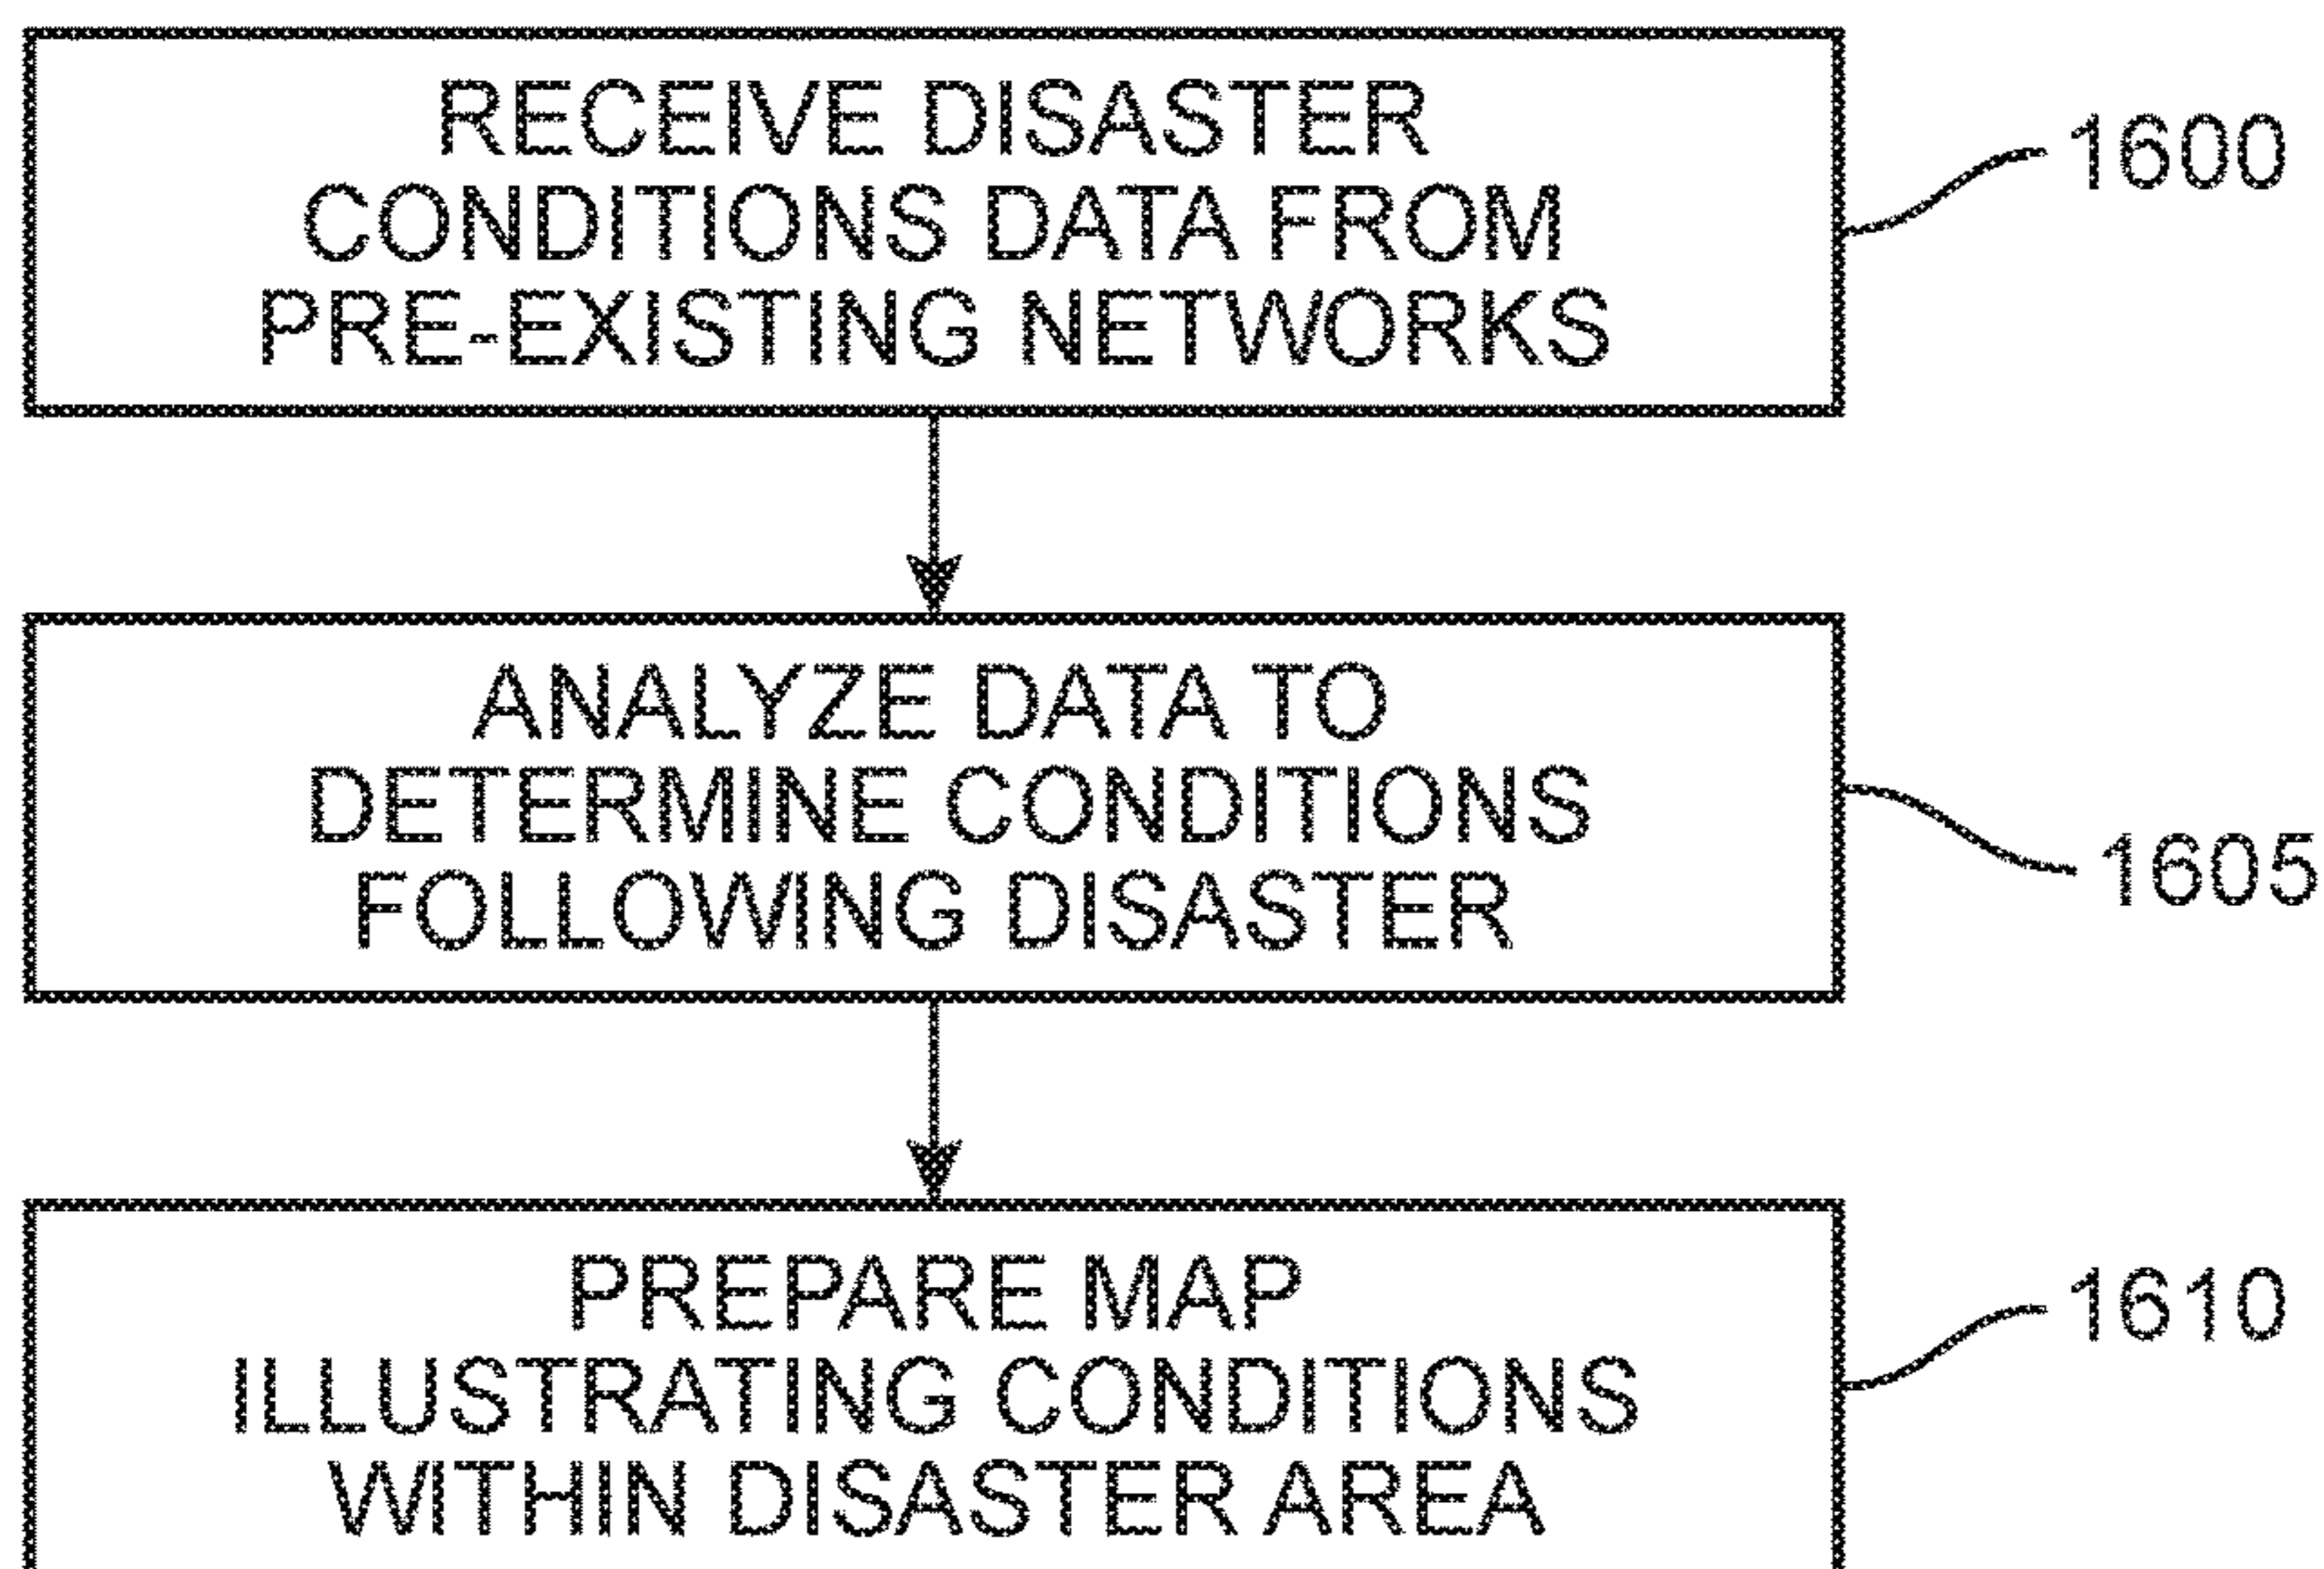 RECEIVE DISASTER
CONDITIONS DATA FROM
PRE-EXISTING NETWORKS
1600
ANALYZE DATA TO
DETERMINE CONDITIONS
FOLLOWING DISASTER
1605
PREPARE MAP
ILLUSTRATING CONDITIONS
WITHIN DISASTER AREA
1610